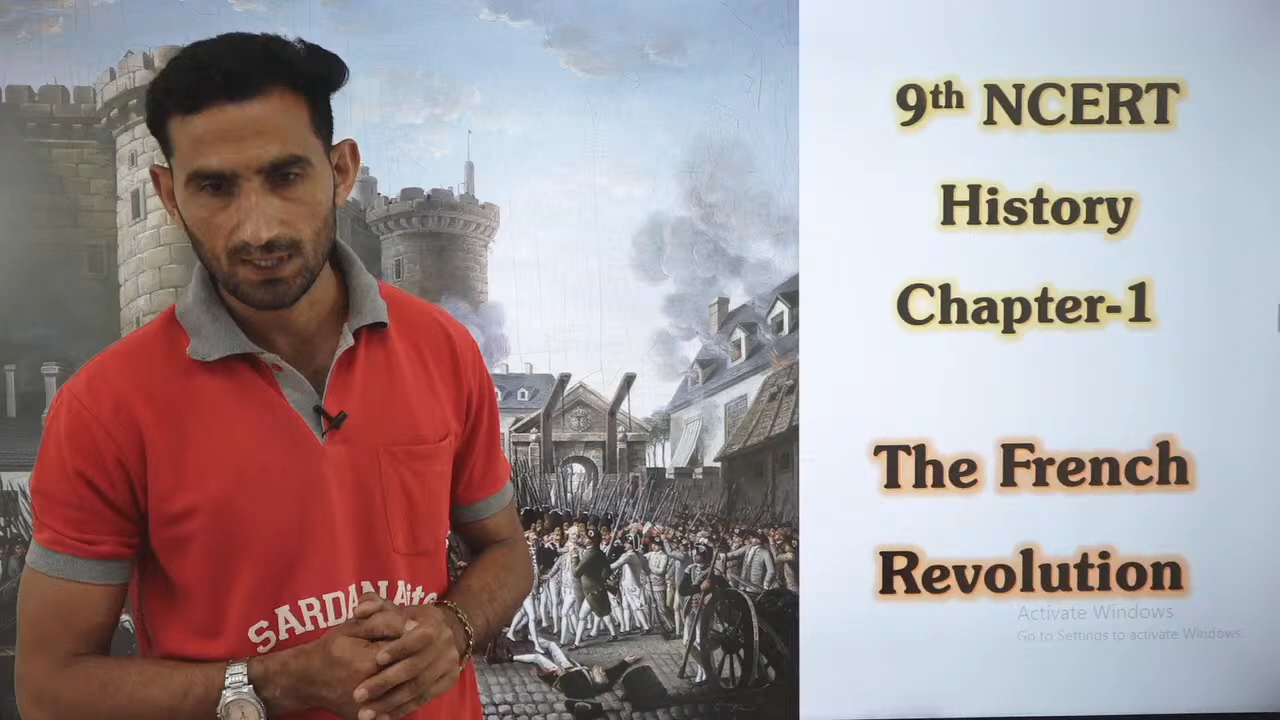 9th NCERT
History
Chapter-1
The French
Revolution
Activate Windows
Go to Settings to activate Windows.
SARDAN